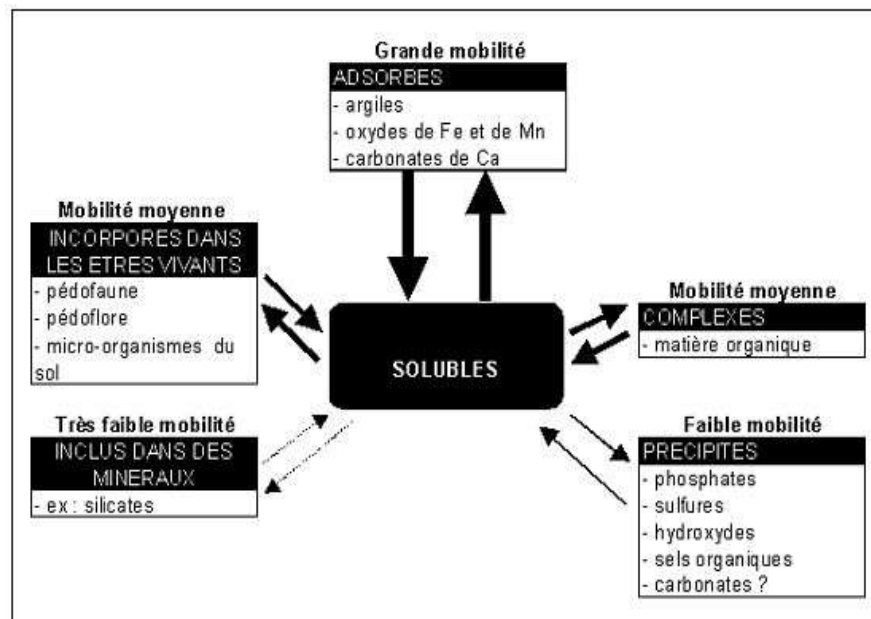 Grande mobilité
ADSORBES
- argiles
- oxydes de Fe et de Mn
- carbonates de Ca
Mobilité moyenne
INCORPORES DANS
LES ETRES VIVANTS
- pédofaune
- pédoflore
- micro-organismes du
sol
SOLUBLES
Mobilité moyenne
COMPLEXES
- matière organique
Très faible mobilité
INCLUS DANS DES
MINERAUX
- ex : silicates
Faible mobilité
PRECIPITES
- phosphates
- sulfures
- hydroxydes
- sels organiques
- carbonates ?